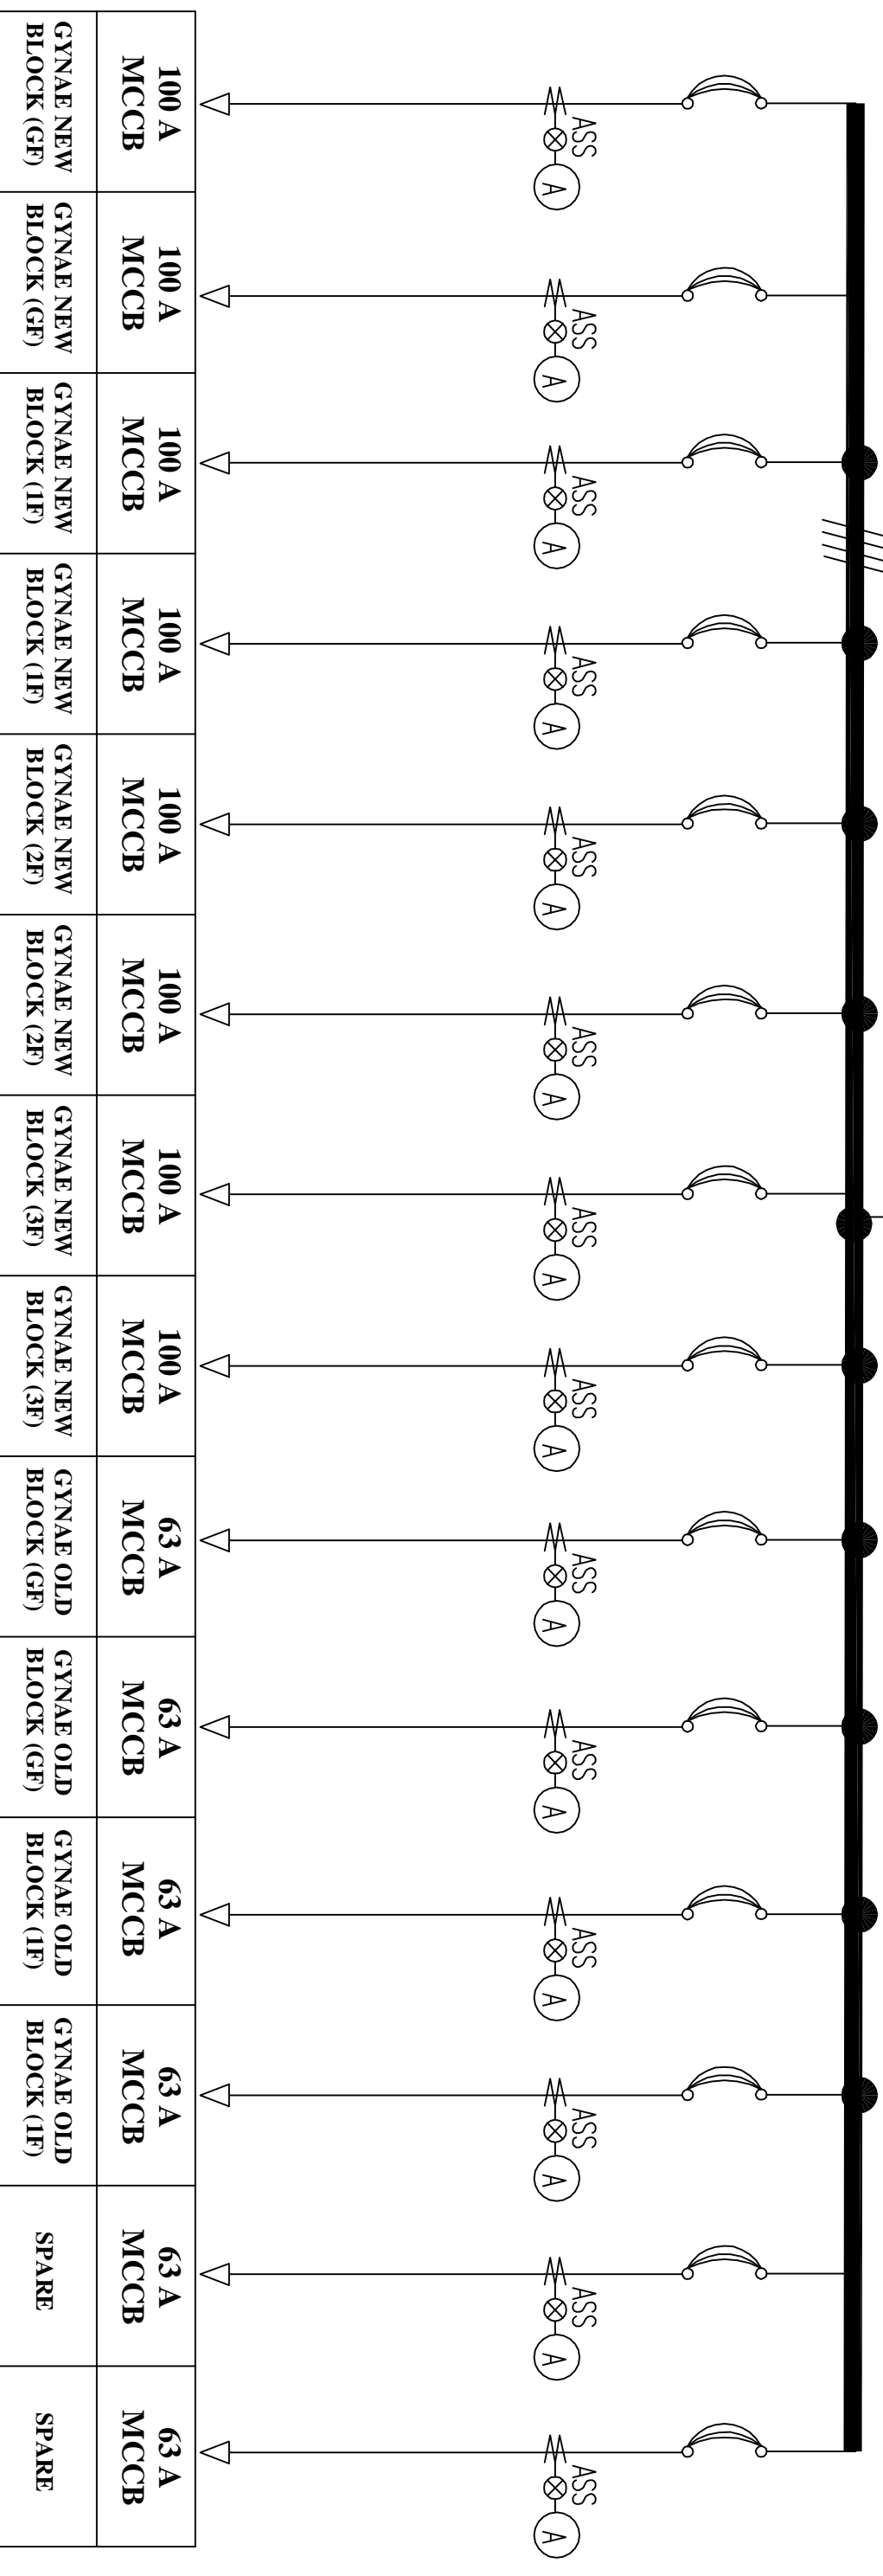 ASS
A
ASS
A
ASS
A
ASS
A
ASS
A
ASS
A
ASS
A
ASS
A
ASS
A
ASS
A
ASS
A
ASS
A
ASS
A
ASS
A
100 A
MCCB
100 A
MCCB
100 A
MCCB
100 A
MCCB
100 A
MCCB
100 A
MCCB
100 A
MCCB
100 A
MCCB
63 A
MCCB
63 A
MCCB
63 A
MCCB
63 A
MCCB
63 A
MCCB
63 A
MCCB
GYNAE NEW
BLOCK (GF)
GYNAE NEW
BLOCK (GF)
GYNAE NEW
BLOCK (1F)
GYNAE NEW
BLOCK (1F)
GYNAE NEW
BLOCK (2F)
GYNAE NEW
BLOCK (2F)
GYNAE NEW
BLOCK (3F)
GYNAE NEW
BLOCK (3F)
GYNAE OLD
BLOCK (GF)
GYNAE OLD
BLOCK (GF)
GYNAE OLD
BLOCK (1F)
GYNAE OLD
BLOCK (1F)
SPARE
SPARE